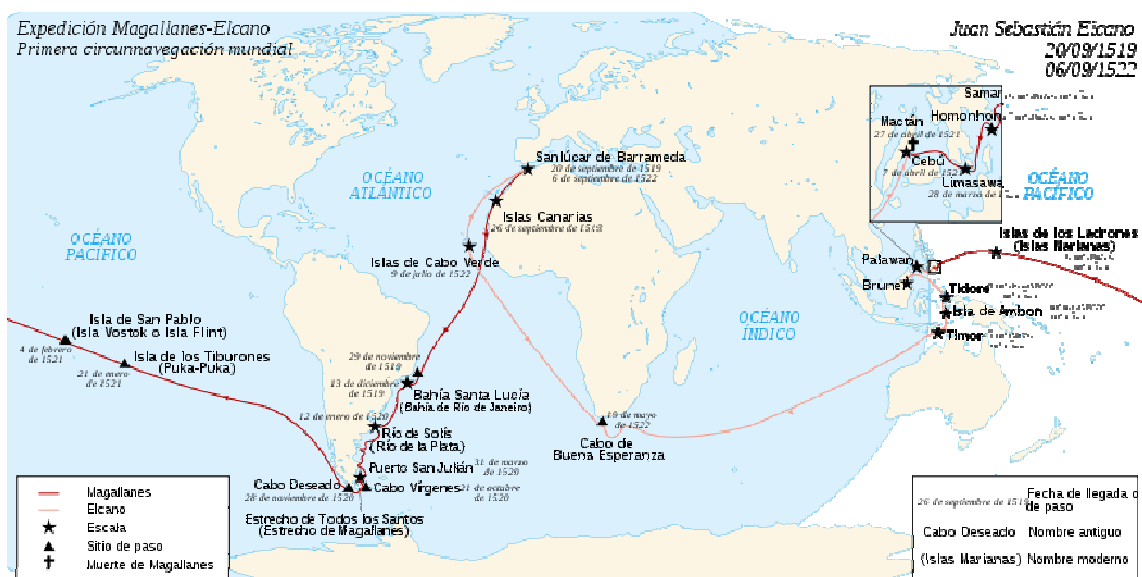 Expedición Magallanes-Elcano
Primera circunnavegación mundial
Juan Sebastián Elcano
20/09/1519
06/09/1522
Samar
Homonhon
Mactán
27 de abril de 1521
Cebú
7 de abril de 1521
Limasawa
28 de marzo de
OCÉANO
PACÍFICO
Sanlúcar de Barrameda
20 de septiembre de 1519
6 de septiembre de 1522
OCÉANO
ATLÁNTICO
Islas Canarias
26 de septiembre de 1519
OCÉANO
PACÍFICO
Islas de Cabo Verde
9 de julio de 1522
Islas de los Ladrones
(Islas Marianas)
Palawan
Brunei
Tidore
Isla de Ambon
Timor
OCÉANO
ÍNDICO
Isla de San Pablo
(Isla Vostok o Isla Flint)
4 de febrero
de 1521
Isla de los Tiburones
(Puka-Puka)
21 de enero
de 1521
29 de noviembre
de 1519
13 de diciembre
de 1519
Bahía Santa Lucía
(Bahía de Río de Janeiro)
12 de enero de 1520
Río de Solís
(Río de la Plata)
de mayo
de 1522
Cabo de
Buena Esperanza
Puerto San Julián
31 de marzo
de 1520
Cabo Deseado
28 de noviembre de 1520
Cabo Vírgenes
21 de octubre
de 1520
Estrecho de Todos los Santos
(Estrecho de Magallanes)
Magallanes
Elcano
Escala
Sitio de paso
Muerte de Magallanes
26 de septiembre de 1519
Fecha de llegada o
de paso
Cabo Deseado
Nombre antiguo
(Islas Marianas)
Nombre moderno